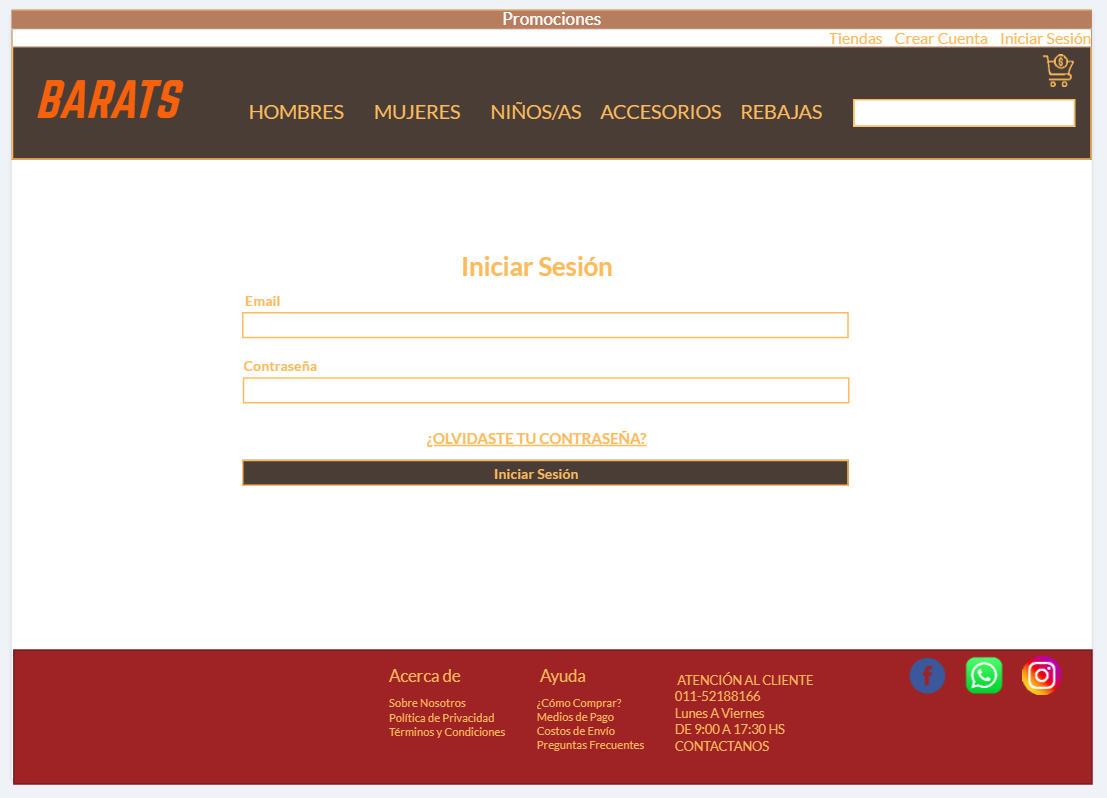 Promociones
Tiendas Crear Cuenta Iniciar Sesión
BARATS
HOMBRES MUJERES NIÑOS/AS ACCESORIOS REBAJAS
Iniciar Sesión
Email
Contraseña
¿OLVIDASTE TU CONTRASEÑA?
Iniciar Sesión
Acerca de
Sobre Nosotros
Política de Privacidad
Términos y Condiciones
Ayuda
¿Cómo Comprar?
Medios de Pago
Costos de Envío
Preguntas Frecuentes
ATENCIÓN AL CLIENTE
011-52188166
Lunes A Viernes
DE 9:00 A 17:30 HS
CONTACTANOS